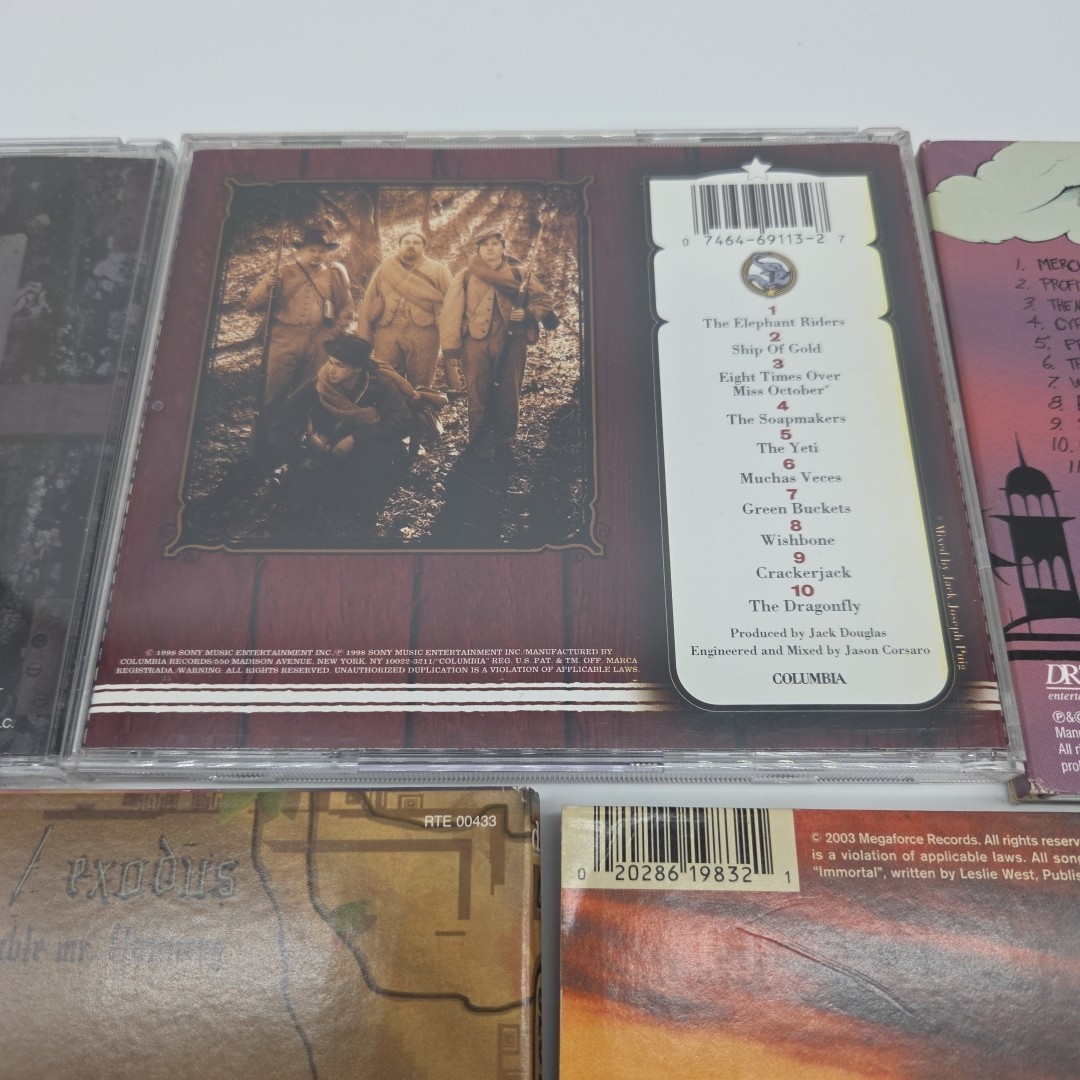 0 7464-69113-2 7
1
The Elephant Riders
2
Ship Of Gold
3
Eight Times Over
Miss October*
4
The Soapmakers
5
The Yeti
6
Muchas Veces
7
Green Buckets
8
Wishbone
9
Crackerjack
10
The Dragonfly
Produced by Jack Douglas
Engineered and Mixed by Jason Corsaro
COLUMBIA
*Mixed by Jack Joseph Puig
© 1998 SONY MUSIC ENTERTAINMENT INC./℗ 1998 SONY MUSIC ENTERTAINMENT INC./MANUFACTURED BY
COLUMBIA RECORDS/550 MADISON AVENUE, NEW YORK, NY 10022-3211/"COLUMBIA" REG. U.S. PAT. & TM. OFF. MARCA
REGISTRADA./WARNING: ALL RIGHTS RESERVED. UNAUTHORIZED DUPLICATION IS A VIOLATION OF APPLICABLE LAWS.
.C.
1.
2.
3.
4.
5.
6.
7.
8.
9.
10.
11
DR
℗&©
All
RTE 00433
/ exodus
mr.
0 20286 19832 1
© 2003 Megaforce Records. All rights
is a violation of applicable laws. All
"Immortal", written by Leslie West,